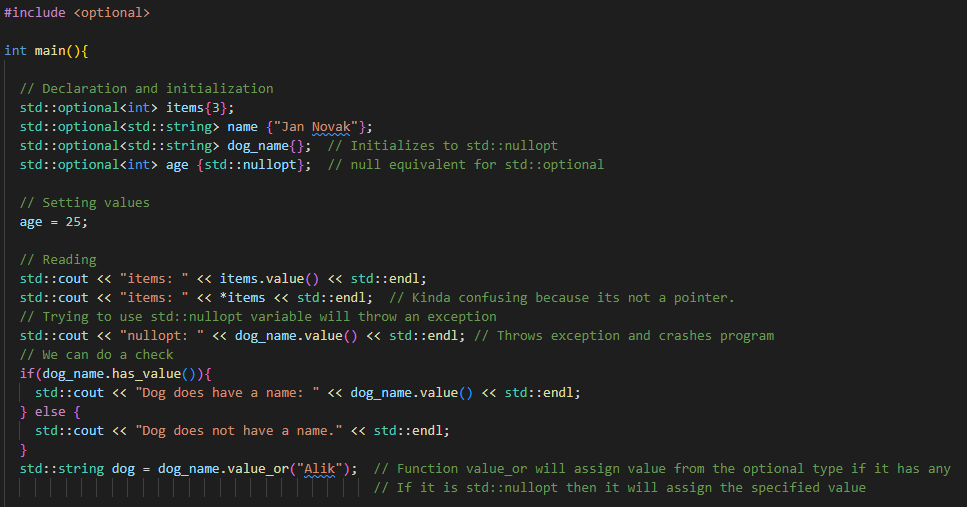 #include <optional>
int main(){
// Declaration and initialization
std::optional<int> items{3};
std::optional<std::string> name {"Jan Novak"};
std::optional<std::string> dog_name{};  // Initializes to std::nullopt
std::optional<int> age {std::nullopt};  // null equivalent for std::optional
// Setting values
age = 25;
// Reading
std::cout << "items: " << items.value() << std::endl;
std::cout << "items: " << *items << std::endl;  // Kinda confusing because its not a pointer.
// Trying to use std::nullopt variable will throw an exception
std::cout << "nullopt: " << dog_name.value() << std::endl; // Throws exception and crashes program
// We can do a check
if(dog_name.has_value()){
std::cout << "Dog does have a name: " << dog_name.value() << std::endl;
} else {
std::cout << "Dog does not have a name." << std::endl;
}
std::string dog = dog_name.value_or("Alik");  // Function value_or will assign value from the optional type if it has any
// If it is std::nullopt then it will assign the specified value